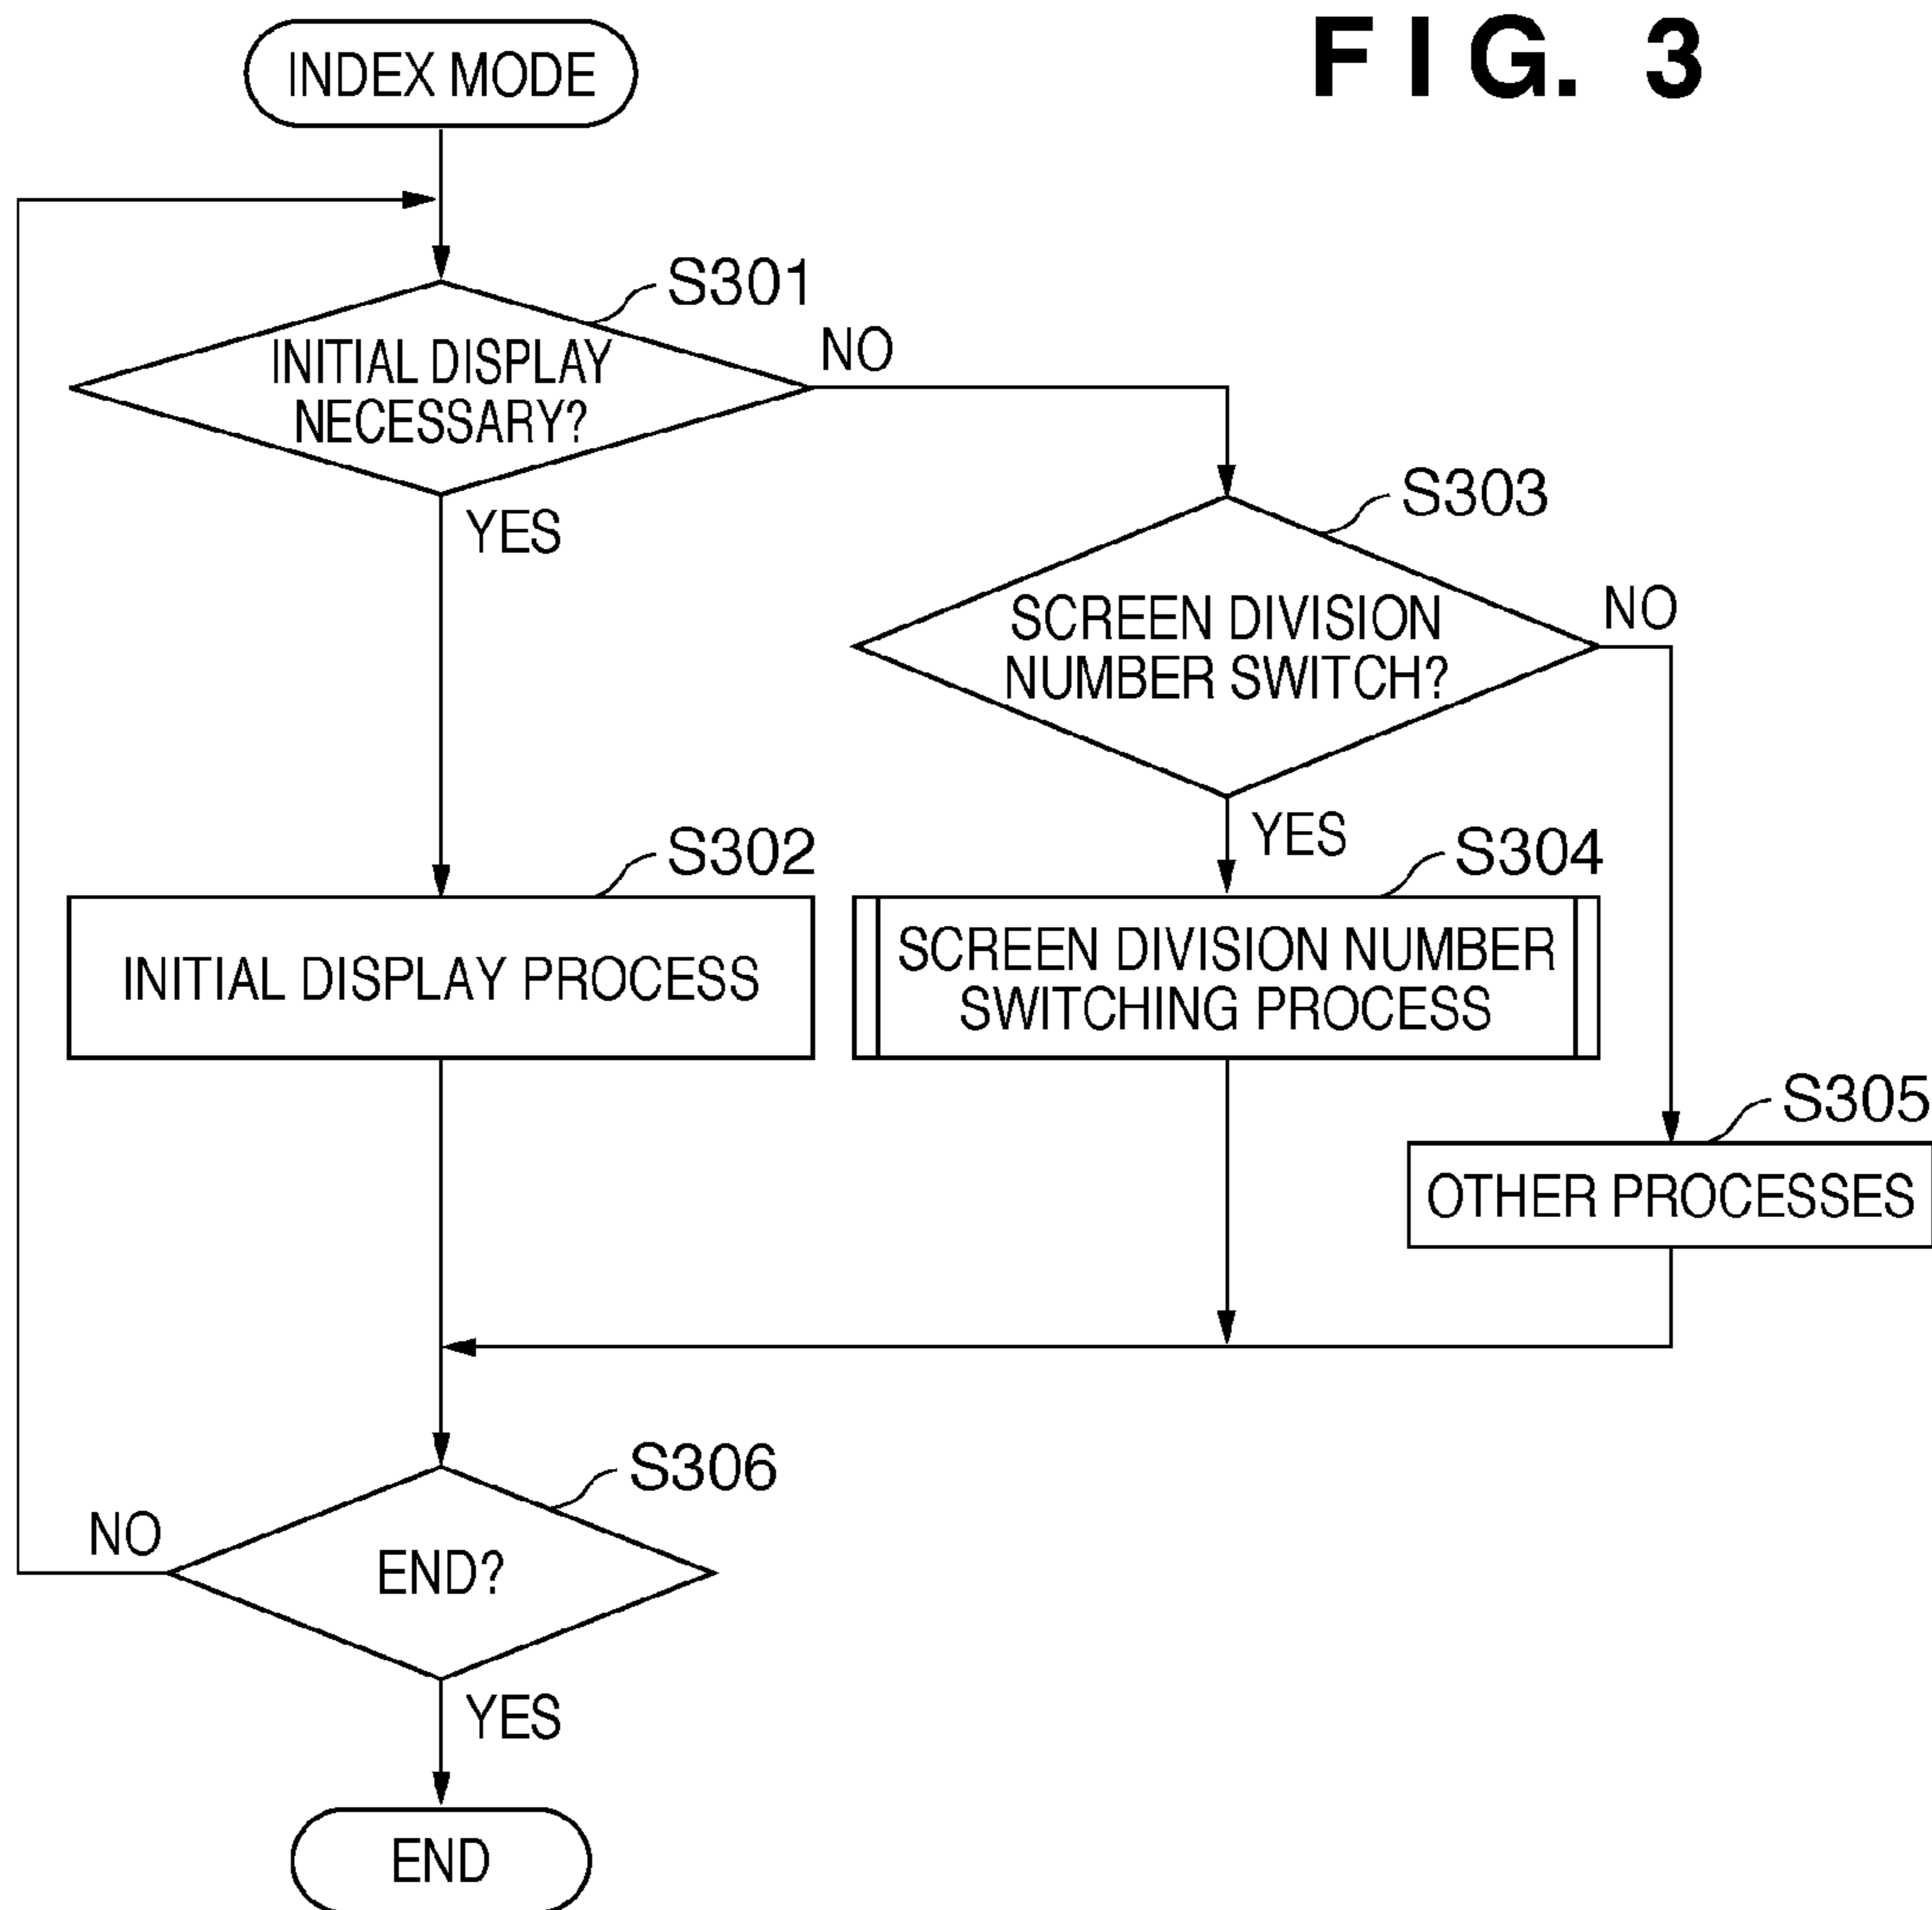 FIG. 3
INDEX MODE
S301
INITIAL DISPLAY
NECESSARY?
NO
YES
S303
SCREEN DIVISION
NUMBER SWITCH?
NO
YES
S302
INITIAL DISPLAY PROCESS
S304
SCREEN DIVISION NUMBER
SWITCHING PROCESS
S305
OTHER PROCESSES
S306
END?
NO
YES
END